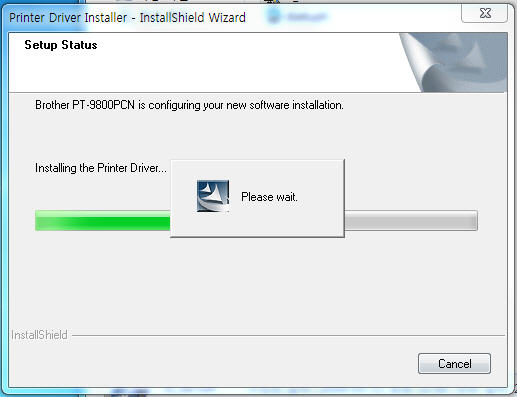 Printer Driver Installer - InstallShield Wizard
Setup Status
Brother PT-9800PCN is configuring your new software installation.
Installing the Printer Driver...
Please wait.
InstallShield
Cancel